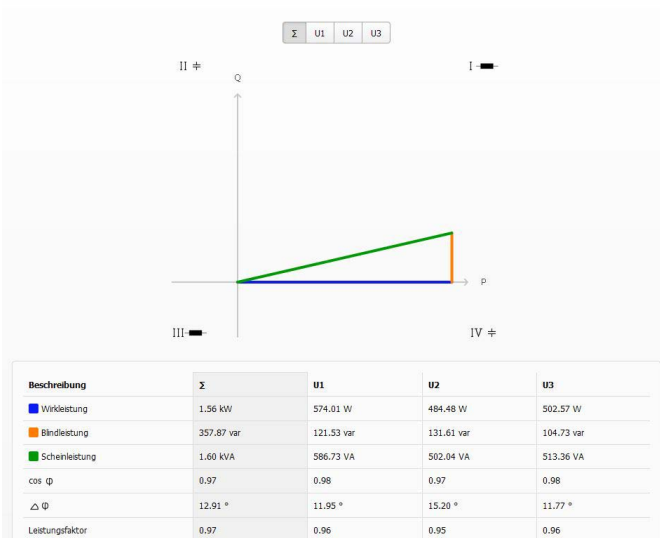 Σ U1 U2 U3
II I
Q
P
III IV
Beschreibung Σ U1 U2 U3
Wirkleistung 1.56 kW 574.01 W 484.48 W 502.57 W
Blindleistung 357.87 var 121.53 var 131.61 var 104.73 var
Scheinleistung 1.60 kVA 586.73 VA 502.04 VA 513.36 VA
cos φ 0.97 0.98 0.97 0.98
△ φ 12.91 ° 11.95 ° 15.20 ° 11.77 °
Leistungsfaktor 0.97 0.96 0.95 0.96